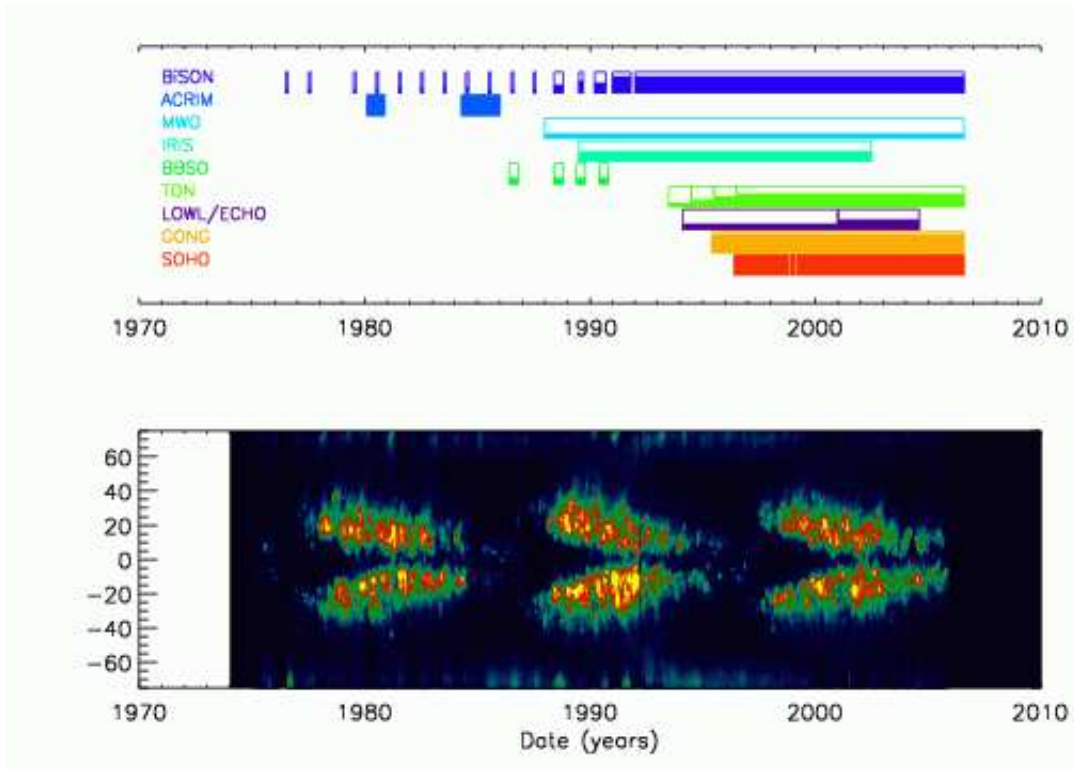 BiSON
ACRIM
MWO
IRIS
BBSO
TON
LOWL/ECHO
GONG
SOHO
1970 1980 1990 2000 2010
60
40
20
0
-20
-40
-60
1970 1980 1990 2000 2010
Date (years)